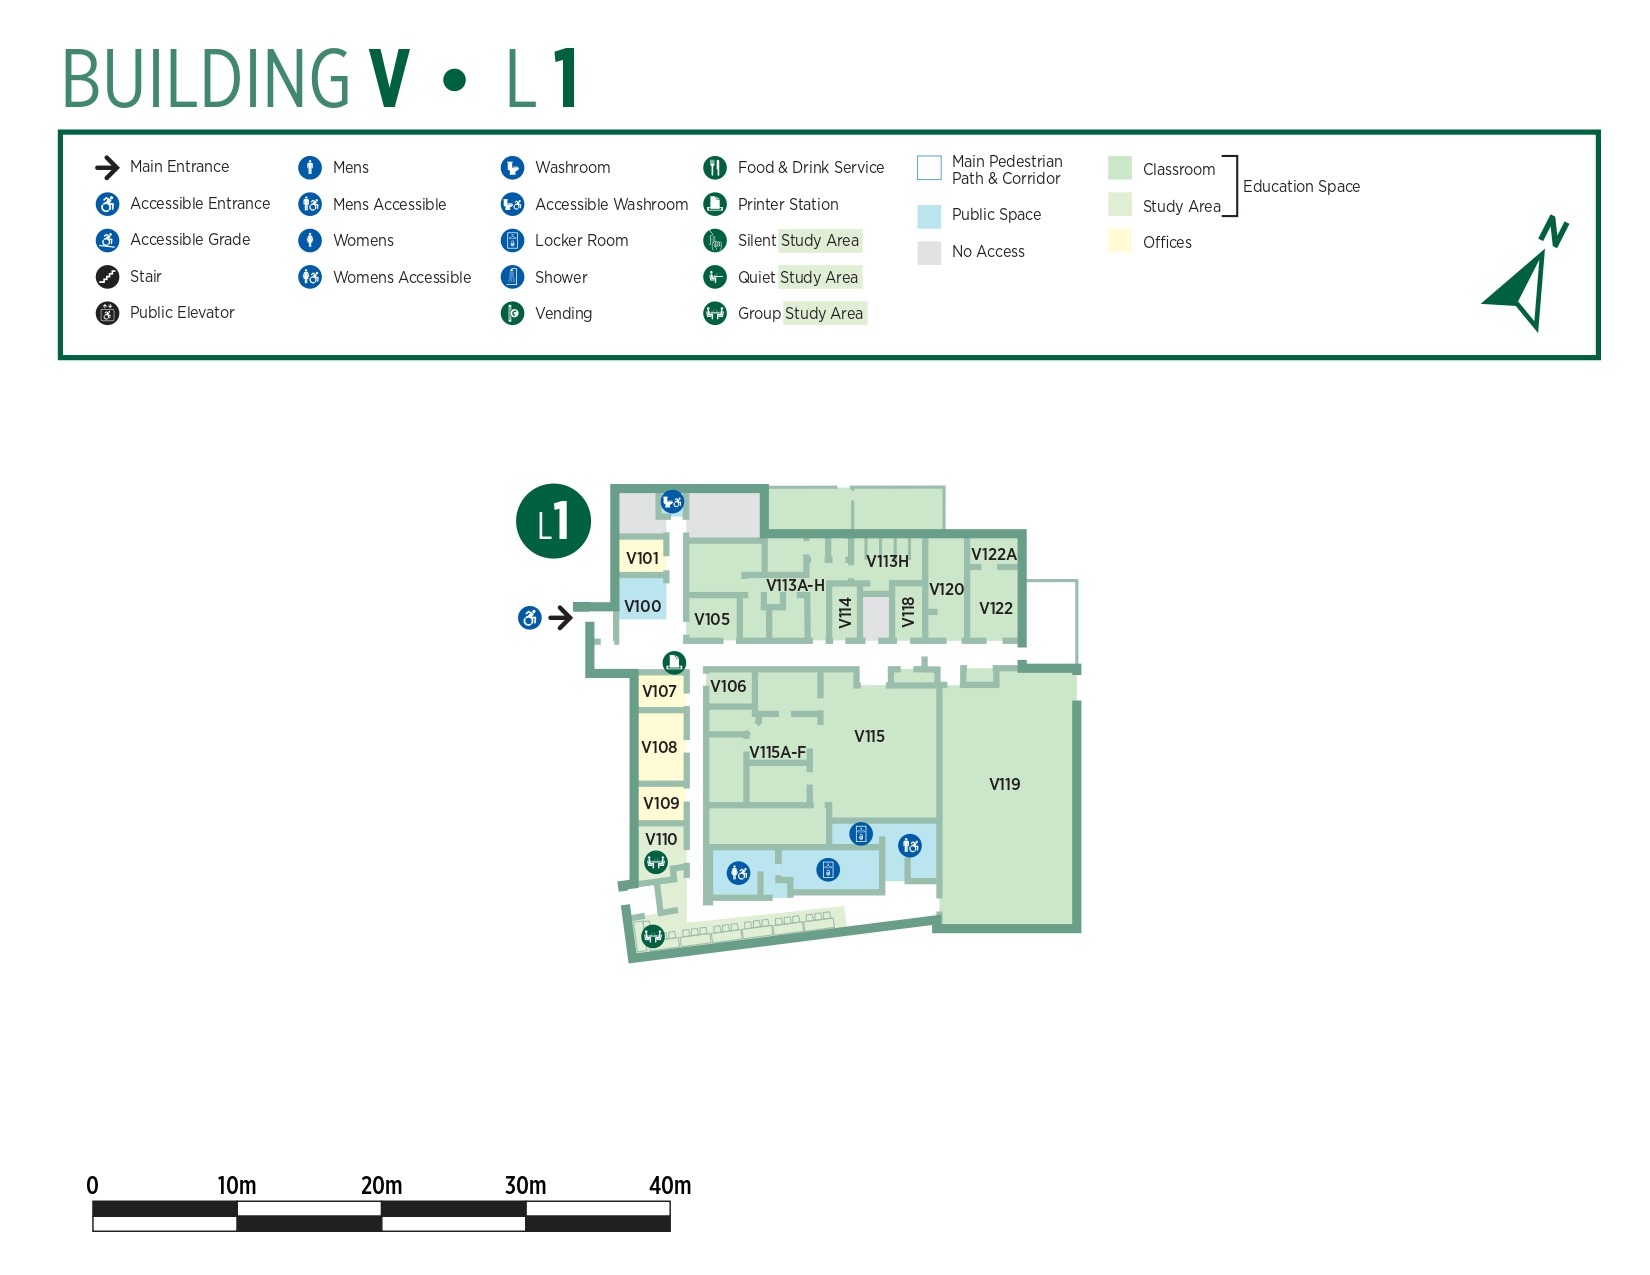 BUILDING V • L 1
Main Entrance
Accessible Entrance
Accessible Grade
Stair
Public Elevator
Mens
Mens Accessible
Womens
Womens Accessible
Washroom
Accessible Washroom
Locker Room
Shower
Vending
Food & Drink Service
Printer Station
Silent Study Area
Quiet Study Area
Group Study Area
Main Pedestrian
Path & Corridor
Public Space
No Access
Classroom
Study Area
Education Space
Offices
N
L1
V101
V100
V105
V113A-H
V113H
V114
V118
V120
V122A
V122
V107
V106
V108
V115
V115A-F
V119
V109
V110
0 10m 20m 30m 40m